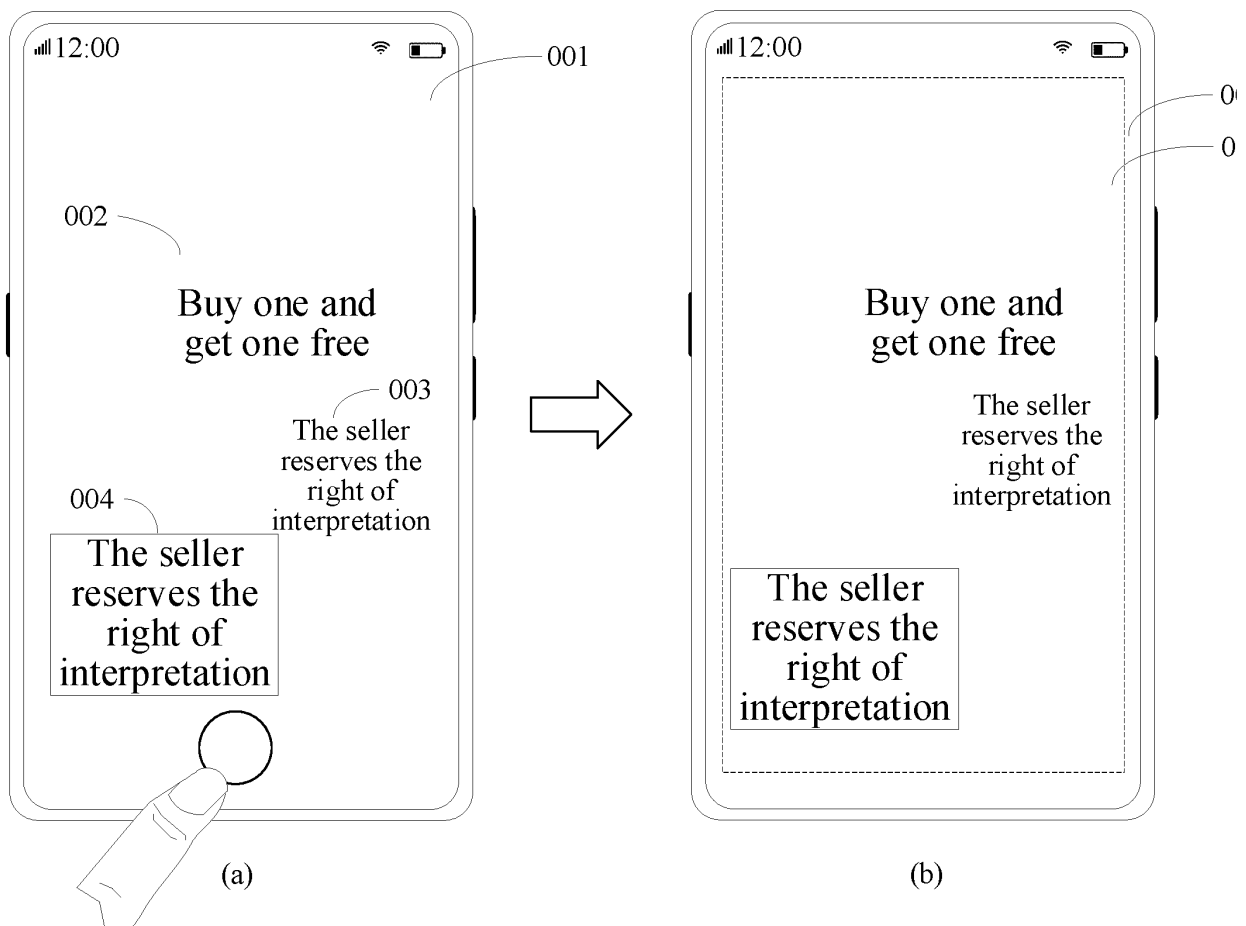 12:00
001
002
Buy one and
get one free
003
The seller
reserves the
right of
interpretation
004
The seller
reserves the
right of
interpretation
(a)
12:00
Buy one and
get one free
The seller
reserves the
right of
interpretation
The seller
reserves the
right of
interpretation
(b)